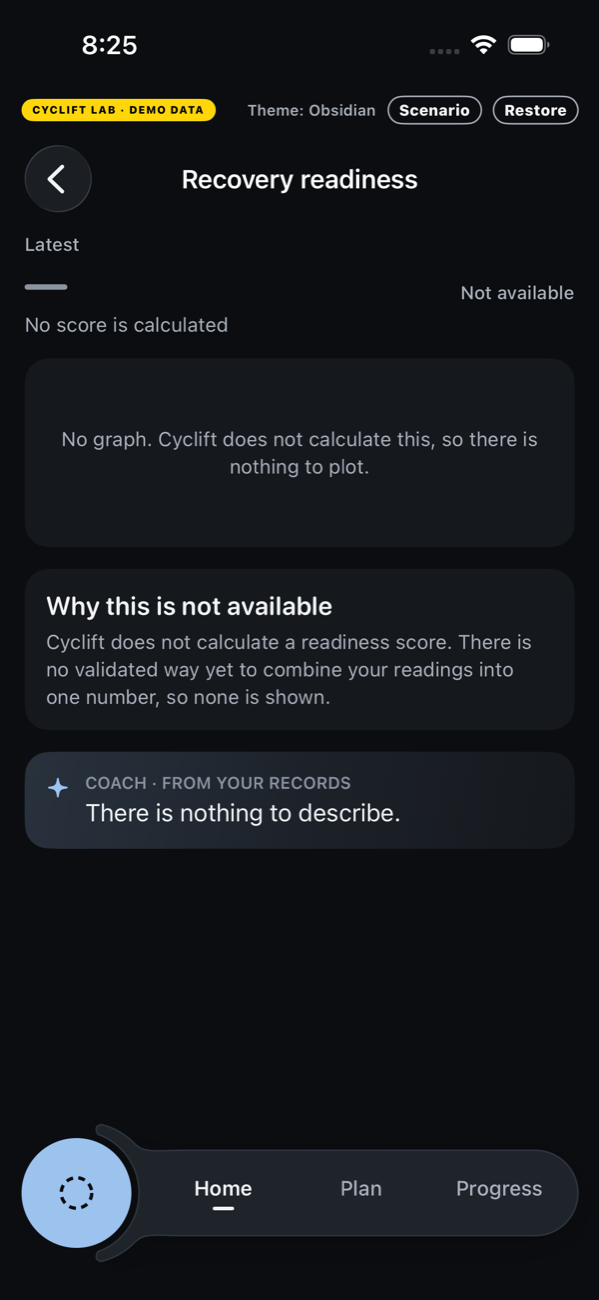 8:25
CYCLIFT LAB · DEMO DATA
Theme: Obsidian
Scenario
Restore
Recovery readiness
Latest
Not available
No score is calculated
No graph. Cyclift does not calculate this, so there is
nothing to plot.
Why this is not available
Cyclift does not calculate a readiness score. There is
no validated way yet to combine your readings into
one number, so none is shown.
COACH · FROM YOUR RECORDS
There is nothing to describe.
Home
Plan
Progress